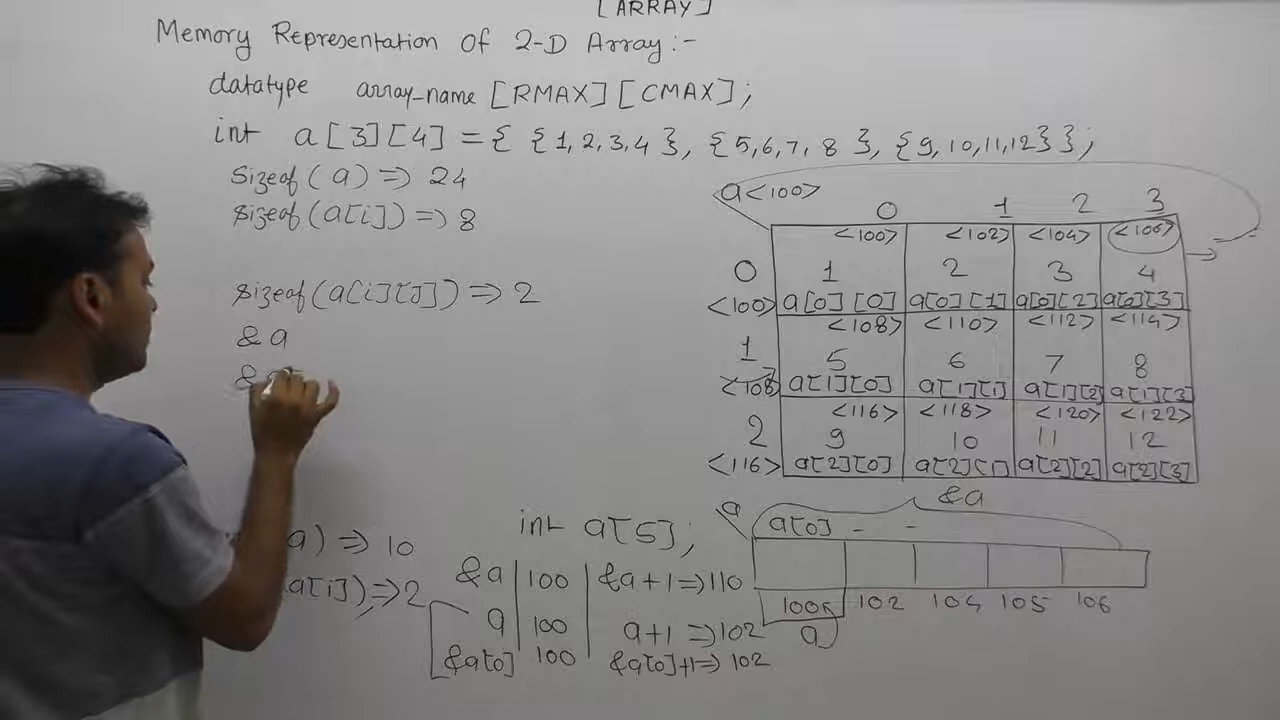 [ARRAY]
Memory Representation Of 2-D Array:-
datatype array_name [RMAX][CMAX];
int a[3][4] = { {1,2,3,4}, {5,6,7,8}, {9,10,11,12} };
Sizeof(a) => 24
Sizeof(a[i]) => 8
Sizeof(a[i][j]) => 2
&a
&
a<100>
0 1 2 3
<100> <102> <104> <106>
0 1 2 3 4
<100> a[0][0] a[0][1] a[0][2] a[0][3]
<108> <110> <112> <114>
1 5 6 7 8
<108> a[1][0] a[1][1] a[1][2] a[1][3]
<116> <118> <120> <122>
2 9 10 11 12
<116> a[2][0] a[2][1] a[2][2] a[2][3]
&a
int a[5];
a a[0] - -
a) => 10
a[i]) => 2
&a 100 &a+1 => 110
a 100 a+1 => 102
&a[0] 100 &a[0]+1 => 102
102 104 105 106
a